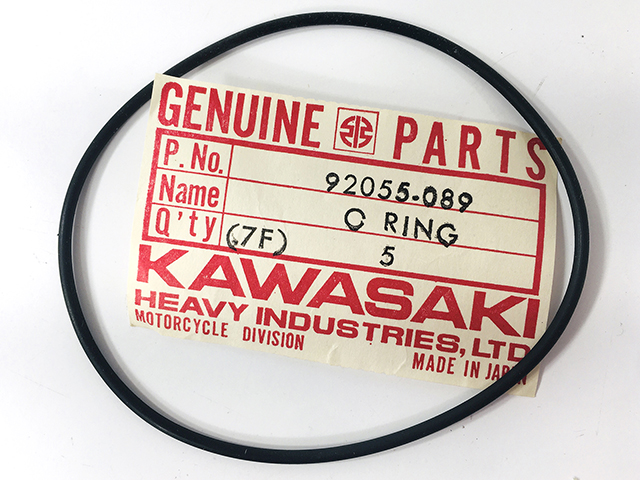 GENUINE PARTS
P. No. 92055-089
Name O RING
Q'ty (7F) 5
KAWASAKI
HEAVY INDUSTRIES, LTD
MOTORCYCLE DIVISION
MADE IN JAPAN